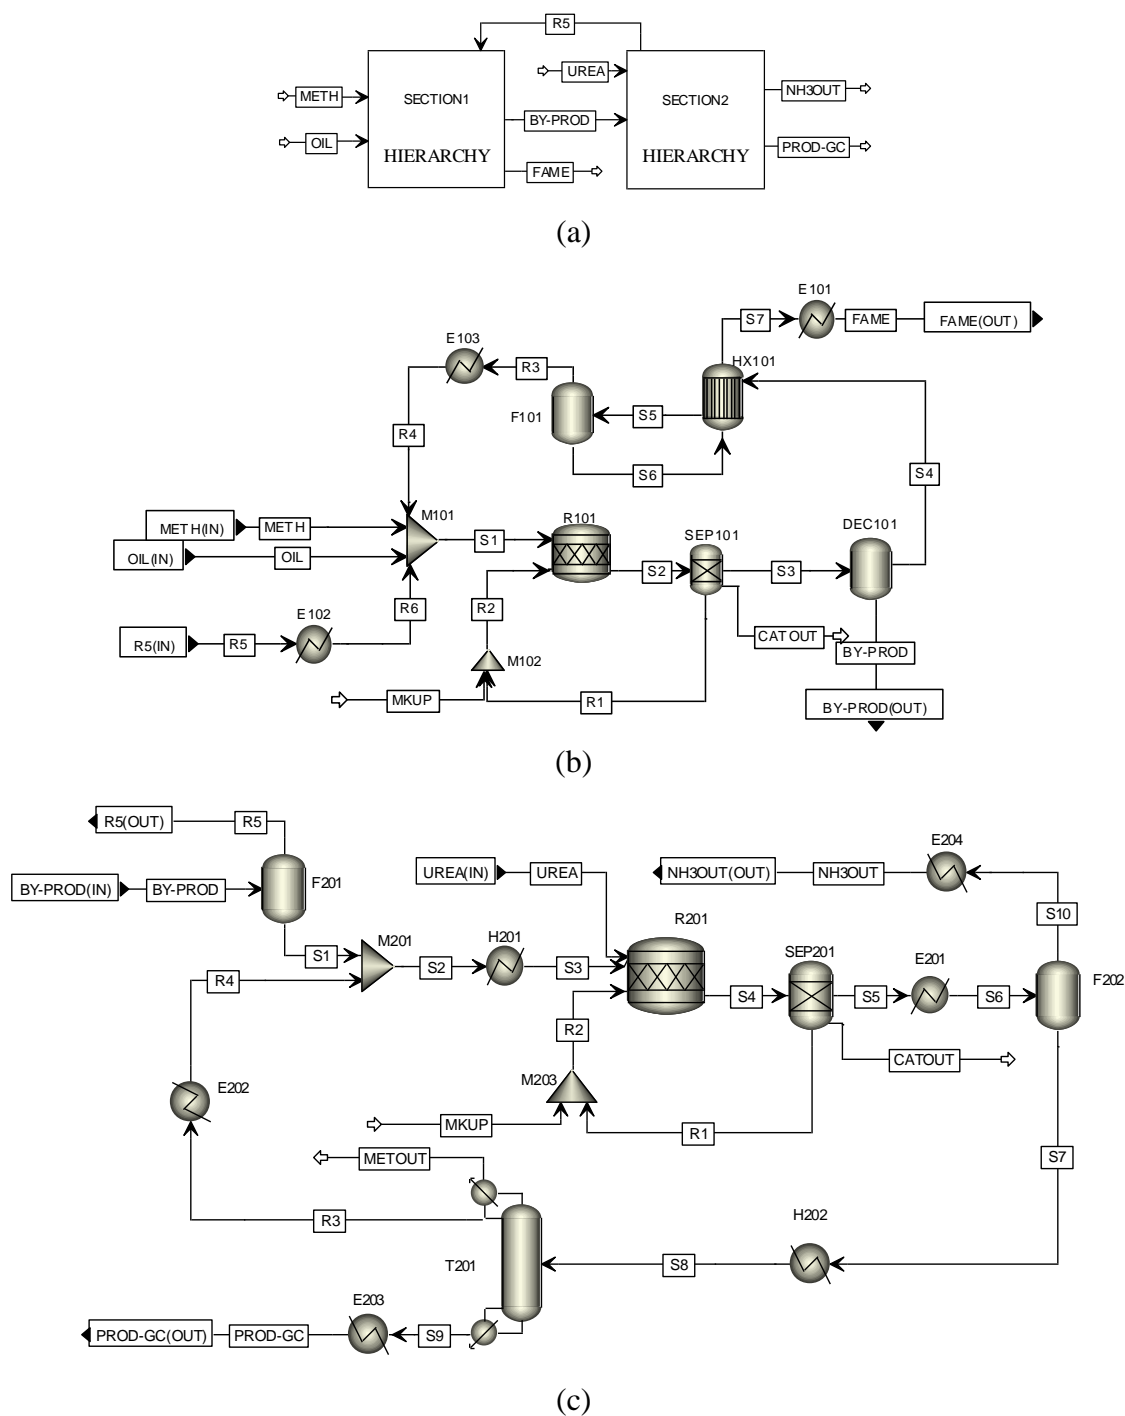 R5
UREA
NH3OUT
METH
SECTION1
SECTION2
BY-PROD
OIL
PROD-GC
HIERARCHY
HIERARCHY
FAME
(a)
E101
S7
FAME
FAME(OUT)
E103
R3
HX101
F101
S5
R4
S6
S4
METH(IN)
METH
M101
R101
DEC101
S1
SEP101
OIL(IN)
OIL
S2
S3
R6
R2
E102
R5(IN)
R5
CATOUT
BY-PROD
M102
MKUP
R1
BY-PROD(OUT)
(b)
R5(OUT)
R5
E204
UREA(IN)
UREA
NH3OUT(OUT)
NH3OUT
BY-PROD(IN)
BY-PROD
F201
S10
R201
M201
H201
SEP201
E201
S1
S2
S3
F202
R4
S4
S5
S6
R2
CATOUT
E202
M203
MKUP
R1
METOUT
S7
R3
H202
T201
S8
E203
PROD-GC(OUT)
PROD-GC
S9
(c)